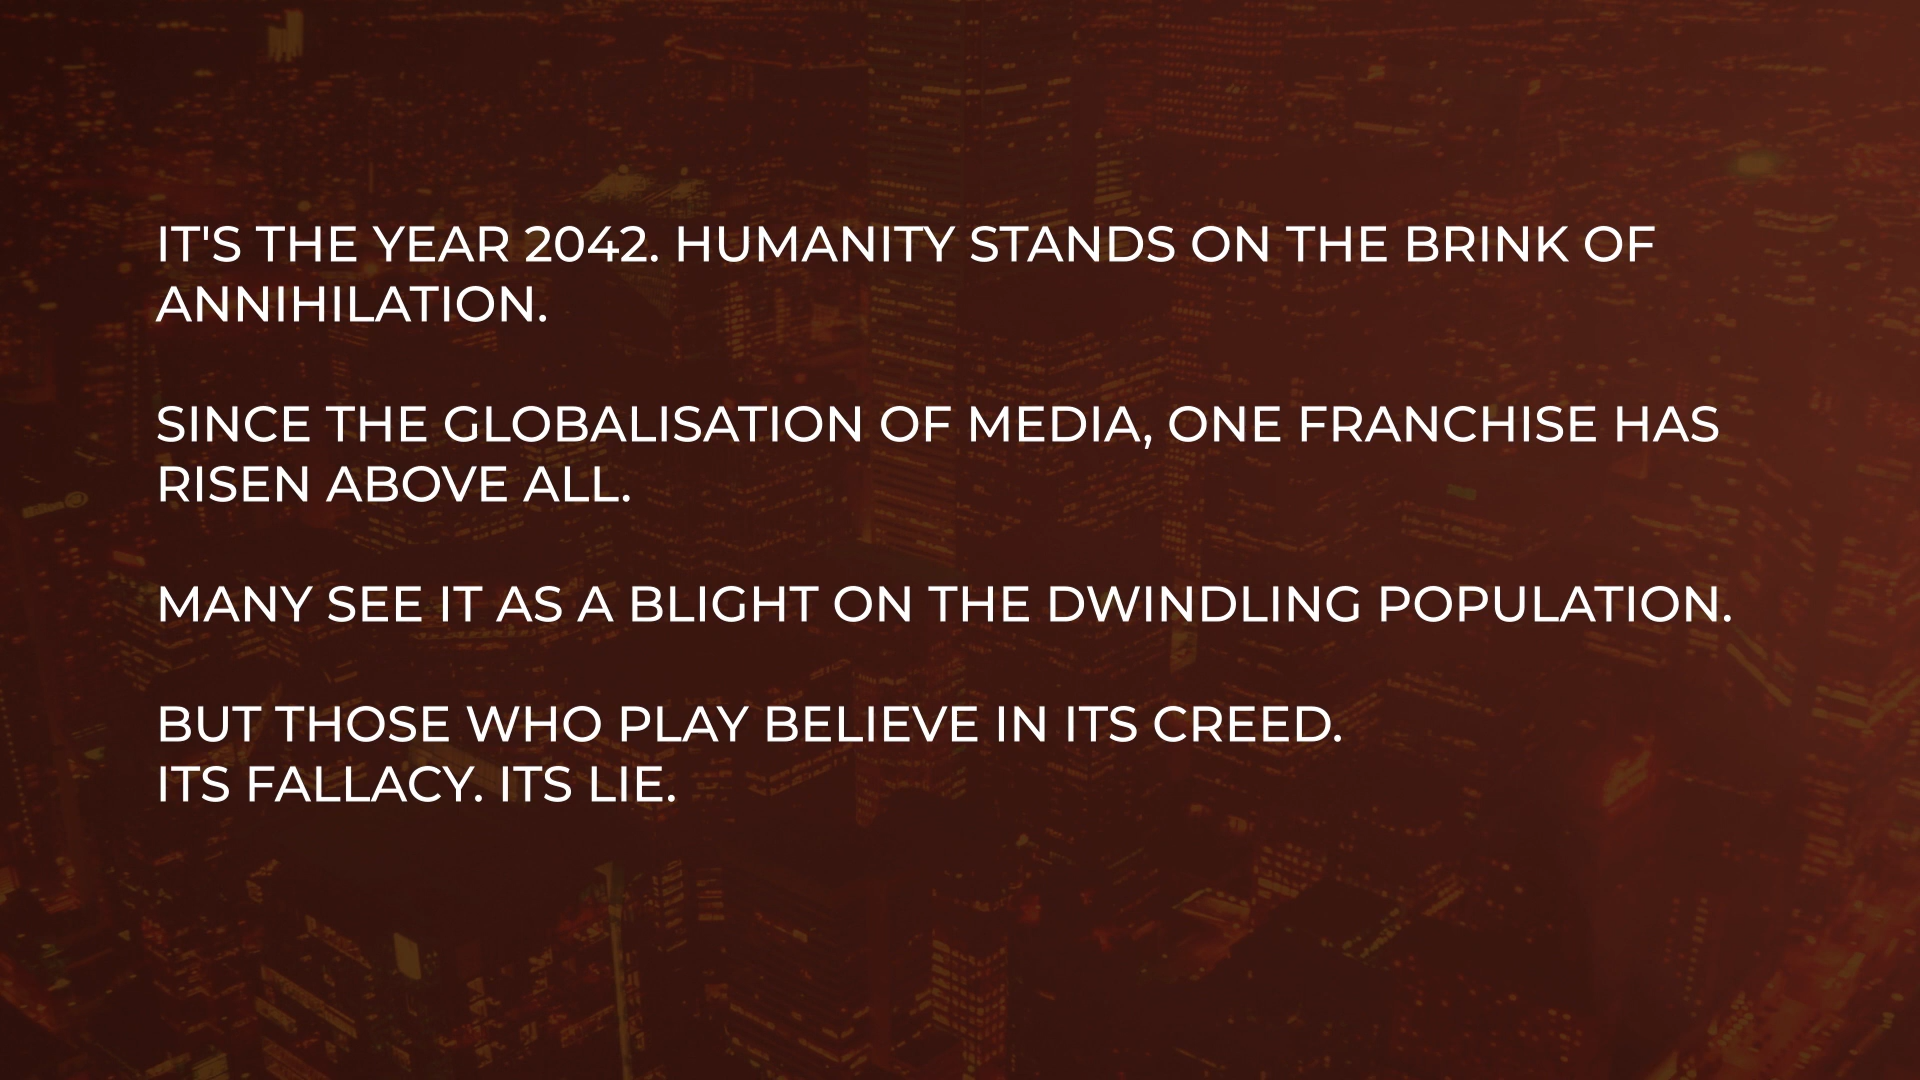 IT'S THE YEAR 2042. HUMANITY STANDS ON THE BRINK OF
ANNIHILATION.
SINCE THE GLOBALISATION OF MEDIA, ONE FRANCHISE HAS
RISEN ABOVE ALL.
MANY SEE IT AS A BLIGHT ON THE DWINDLING POPULATION.
BUT THOSE WHO PLAY BELIEVE IN ITS CREED.
ITS FALLACY. ITS LIE.